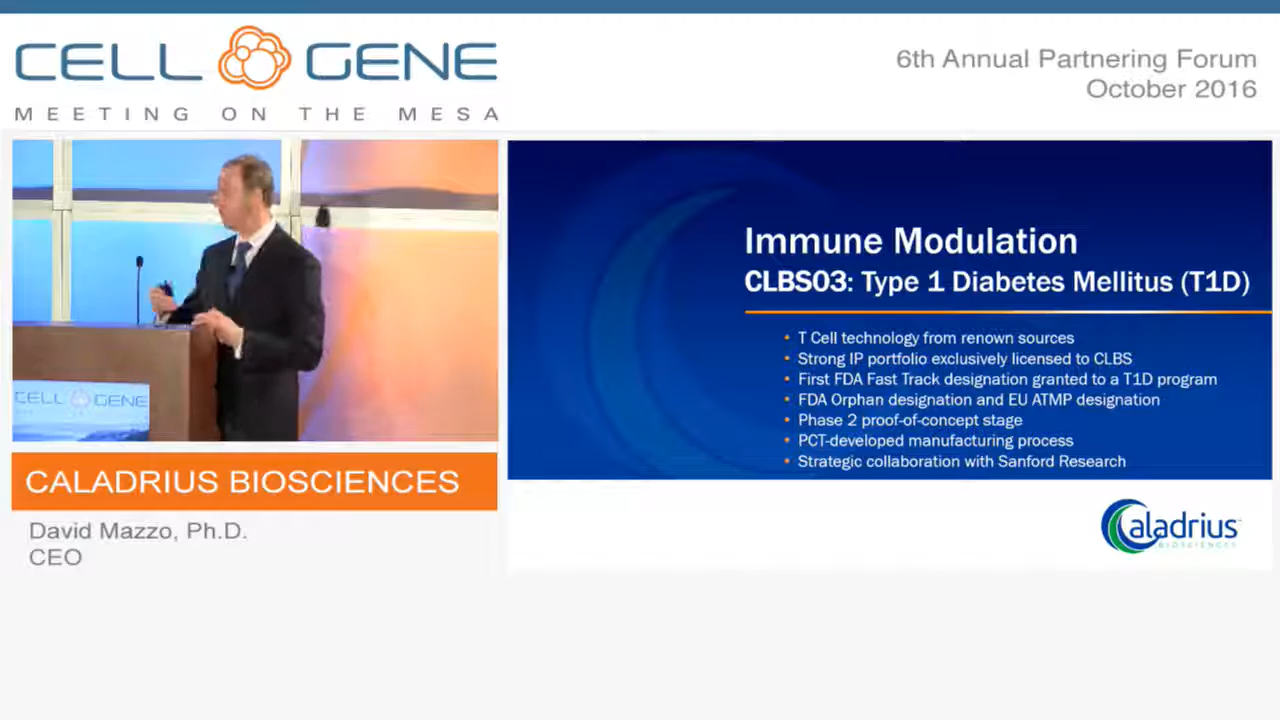 CELL GENE
MEETING ON THE MESA
6th Annual Partnering Forum
October 2016
CELL GENE
CALADRIUS BIOSCIENCES
David Mazzo, Ph.D.
CEO
Immune Modulation
CLBS03: Type 1 Diabetes Mellitus (T1D)
• T Cell technology from renown sources
• Strong IP portfolio exclusively licensed to CLBS
• First FDA Fast Track designation granted to a T1D program
• FDA Orphan designation and EU ATMP designation
• Phase 2 proof-of-concept stage
• PCT-developed manufacturing process
• Strategic collaboration with Sanford Research
Caladrius
BIOSCIENCES